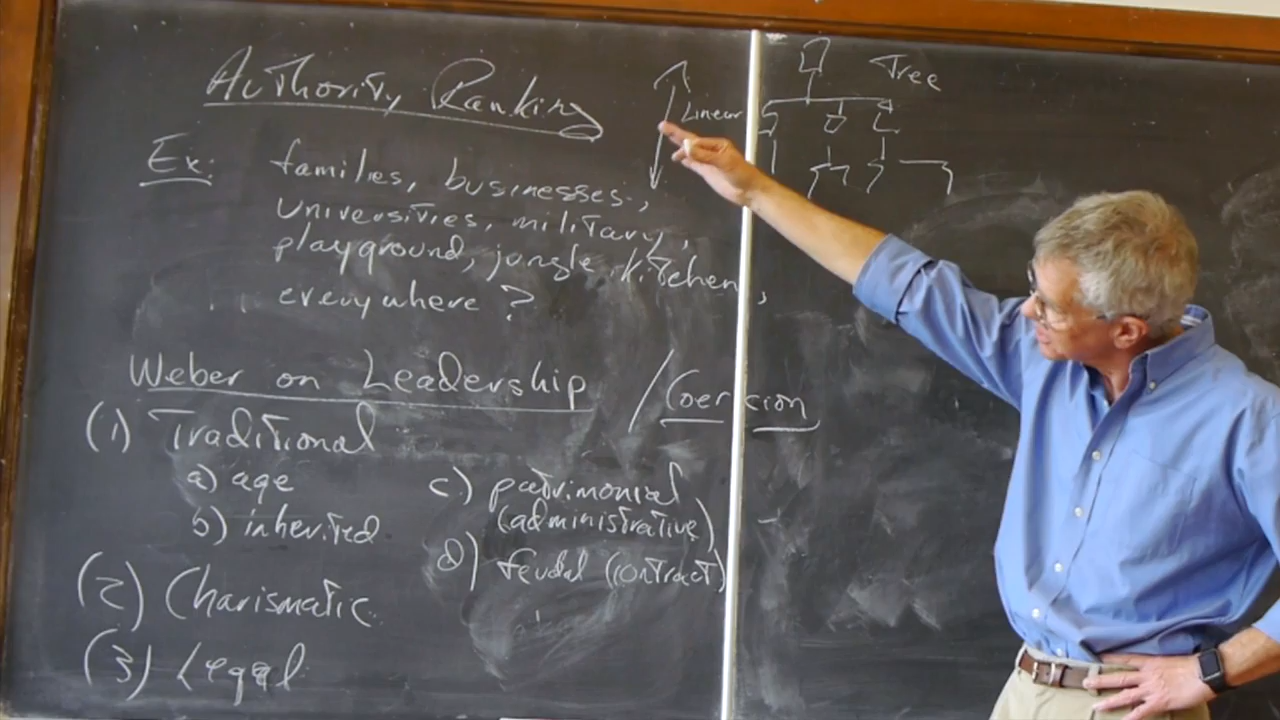 Authority Ranking
Linear
Tree
Ex: families, businesses,
universities, military,
playground, jungle, kitchen,
everywhere?
Weber on Leadership / Coercion
(1) Traditional
a) age
b) inherited
c) patrimonial
(administrative)
d) feudal (contract)
(2) Charismatic
(3) Legal